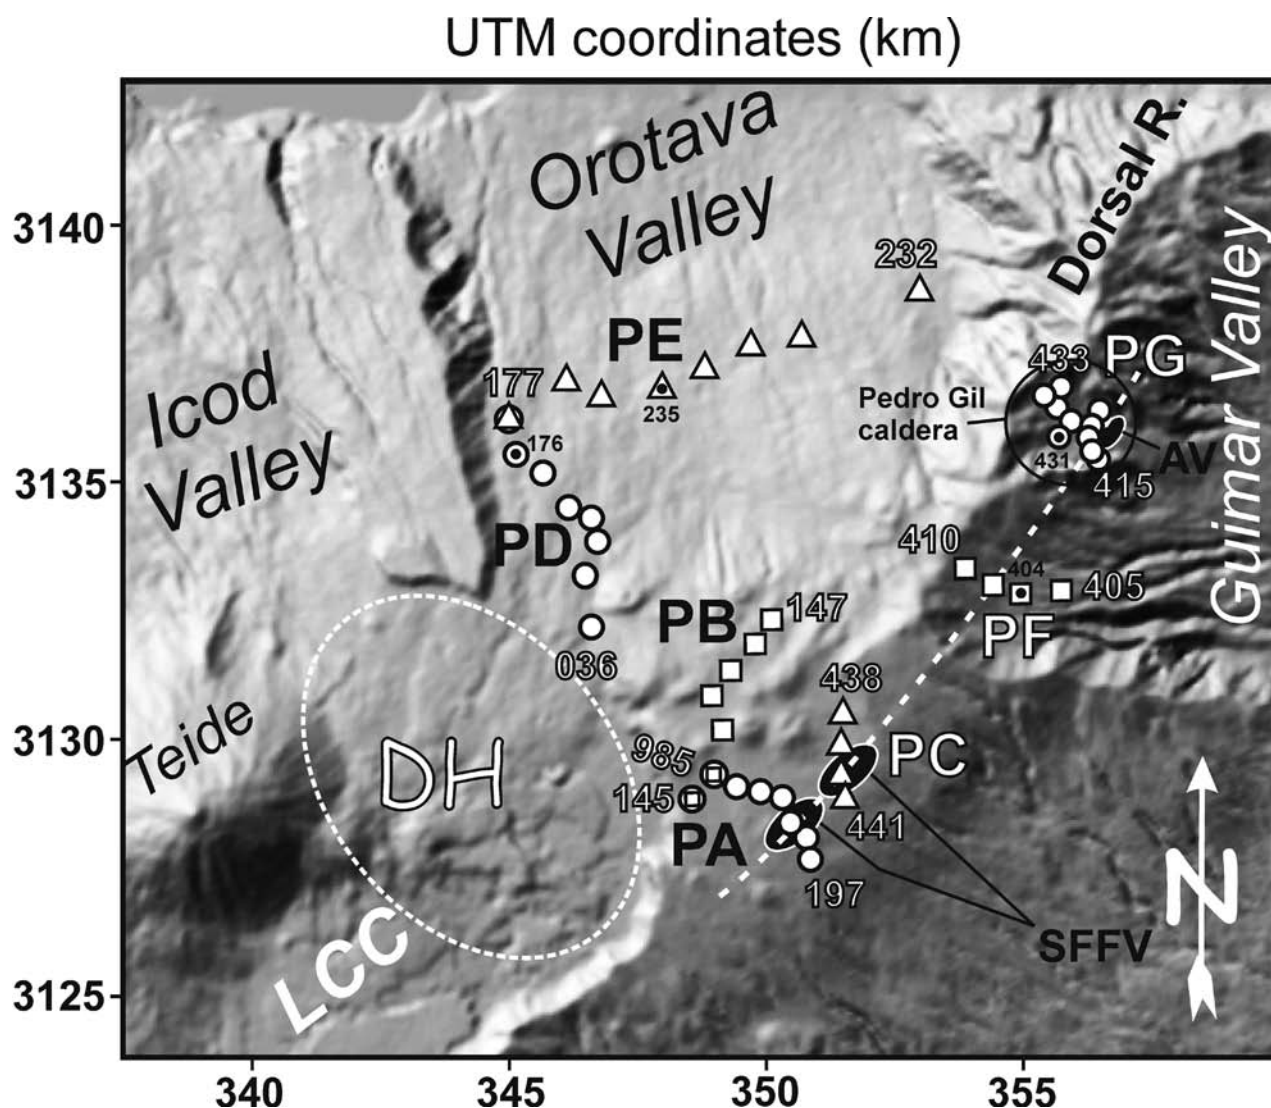 UTM coordinates (km)
Orotava
Valley
Dorsal R.
Guimar Valley
3140
232
PE
177
235
Icod
Valley
433
PG
Pedro Gil
caldera
431
AV
415
176
3135
PD
410
404
405
PF
PB
147
036
438
Teide
3130
985
PC
DH
145
PA
441
197
N
SFFV
LCC
3125
340
345
350
355